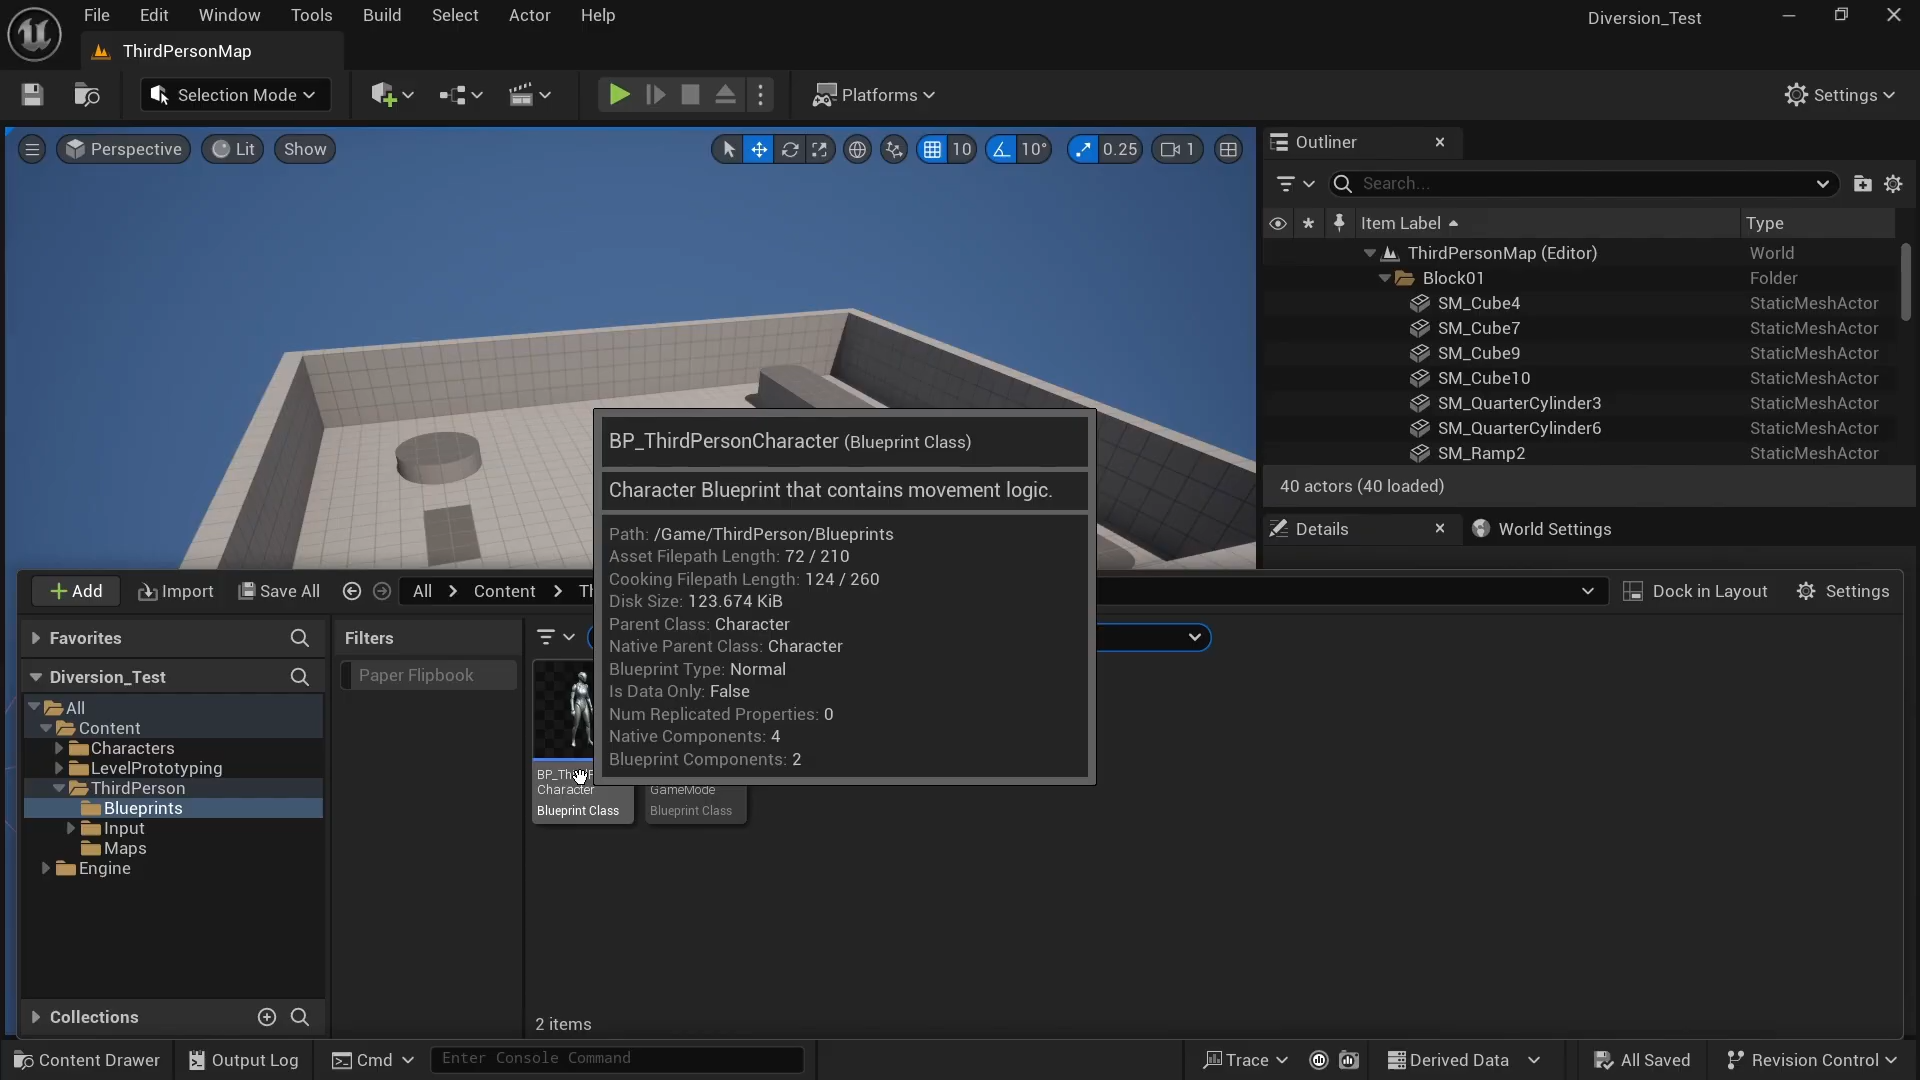 File Edit Window Tools Build Select Actor Help
Diversion_Test
ThirdPersonMap
Selection Mode
Platforms
Settings
Perspective Lit Show
10 10° 0.25 1
Outliner
Search...
Item Label Type
ThirdPersonMap (Editor) World
Block01 Folder
SM_Cube4 StaticMeshActor
SM_Cube7 StaticMeshActor
SM_Cube9 StaticMeshActor
SM_Cube10 StaticMeshActor
SM_QuarterCylinder3 StaticMeshActor
SM_QuarterCylinder6 StaticMeshActor
SM_Ramp2 StaticMeshActor
40 actors (40 loaded)
Details World Settings
BP_ThirdPersonCharacter (Blueprint Class)
Character Blueprint that contains movement logic.
Path: /Game/ThirdPerson/Blueprints
Asset Filepath Length: 72 / 210
Cooking Filepath Length: 124 / 260
Disk Size: 123.674 KiB
Parent Class: Character
Native Parent Class: Character
Blueprint Type: Normal
Is Data Only: False
Num Replicated Properties: 0
Native Components: 4
Blueprint Components: 2
Add Import Save All All Content
Dock in Layout Settings
Favorites
Filters
Paper Flipbook
Diversion_Test
All
Content
Characters
LevelPrototyping
ThirdPerson
Blueprints
Input
Maps
Engine
Character
Blueprint Class
GameMode
Blueprint Class
Collections
2 items
Content Drawer Output Log Cmd Enter Console Command
Trace Derived Data All Saved Revision Control